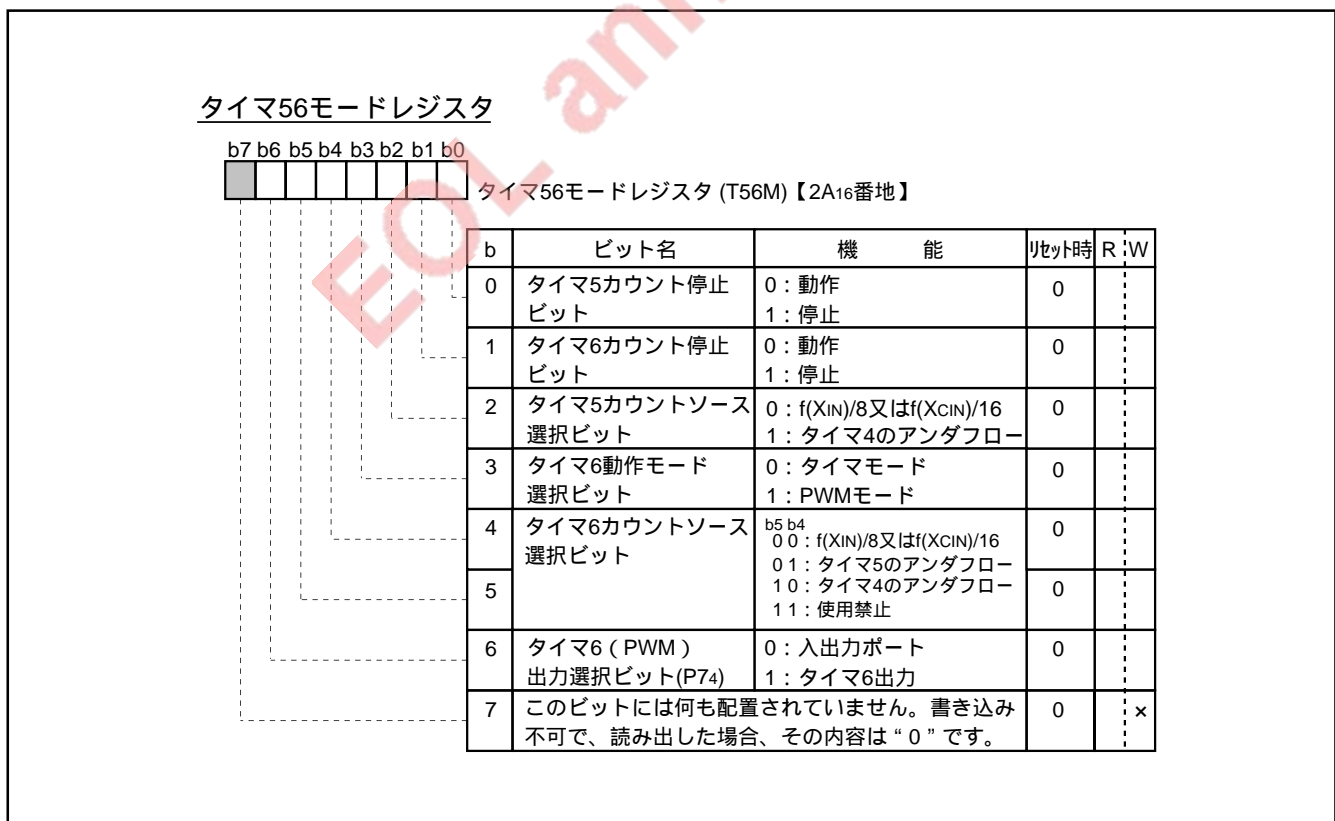 EOL ann
タイマ56モードレジスタ
b7 b6 b5 b4 b3 b2 b1 b0
タイマ56モードレジスタ (T56M)【2A16番地】
b ビット名 機 能 リセット時 R W
0 タイマ5カウント停止 0：動作 0
ビット 1：停止
1 タイマ6カウント停止 0：動作 0
ビット 1：停止
2 タイマ5カウントソース 0：f(XIN)/8又はf(XCIN)/16 0
選択ビット 1：タイマ4のアンダフロー
3 タイマ6動作モード 0：タイマモード 0
選択ビット 1：PWMモード
4 タイマ6カウントソース b5 b4 0
選択ビット 0 0：f(XIN)/8又はf(XCIN)/16
0 1：タイマ5のアンダフロー
5 1 0：タイマ4のアンダフロー 0
1 1：使用禁止
6 タイマ6（PWM） 0：入出力ポート 0
出力選択ビット(P74) 1：タイマ6出力
7 このビットには何も配置されていません。書き込み 0 ×
不可で、読み出した場合、その内容は“0”です。